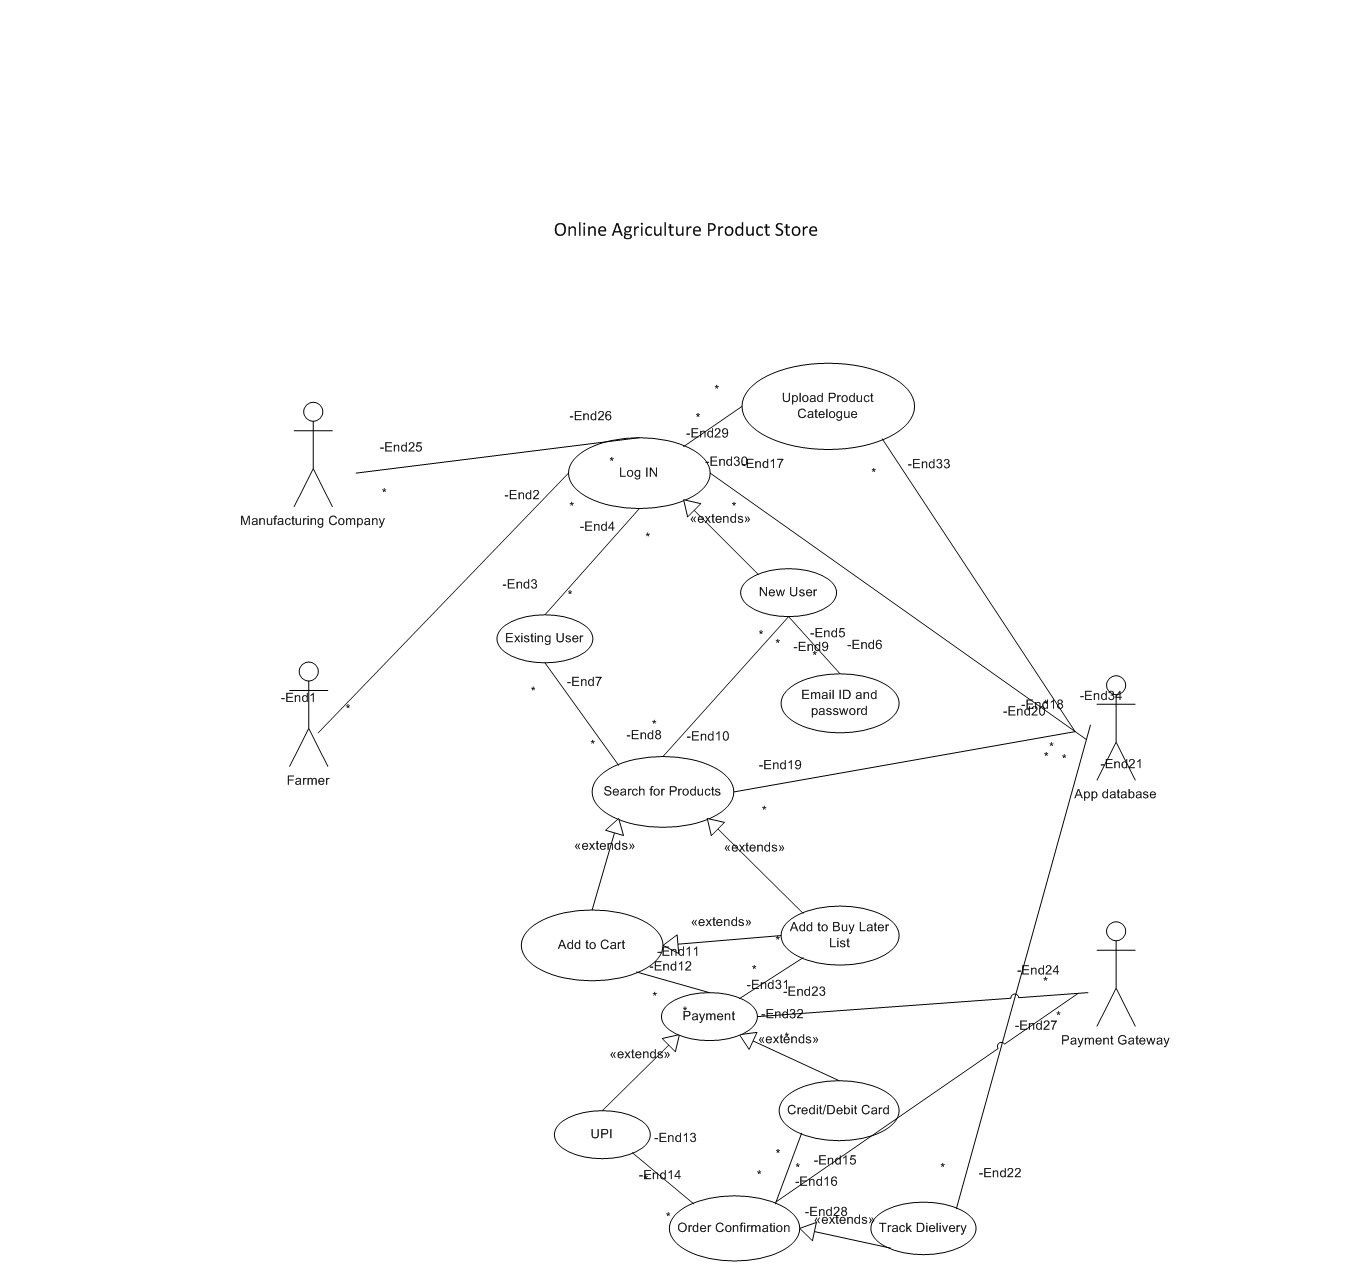 Online Agriculture Product Store
Upload Product
Catelogue
*
-End26
*
-End29
-End25
-End30
-End17
-End33
*
Log IN
*
*
-End2
*
*
Manufacturing Company
«extends»
-End4
*
-End3
*
New User
Existing User
*
-End5
*
-End9
-End6
*
-End7
*
Email ID and
password
-End1
*
-End34
-End18
*
-End20
*
-End8
-End10
*
*
*
*
-End19
-End21
Farmer
App database
Search for Products
*
«extends»
«extends»
«extends»
Add to Buy Later
List
*
Add to Cart
-End11
-End12
*
-End24
*
-End31
-End23
*
*
Payment
-End32
*
-End27
*
«extends»
Payment Gateway
«extends»
Credit/Debit Card
UPI
-End13
*
-End15
*
*
*
-End22
*
-End14
-End16
*
-End28
«extends»
Order Confirmation
Track Dielivery